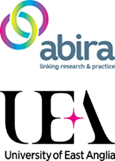 abira
linking research & practice
UEA
University of East Anglia